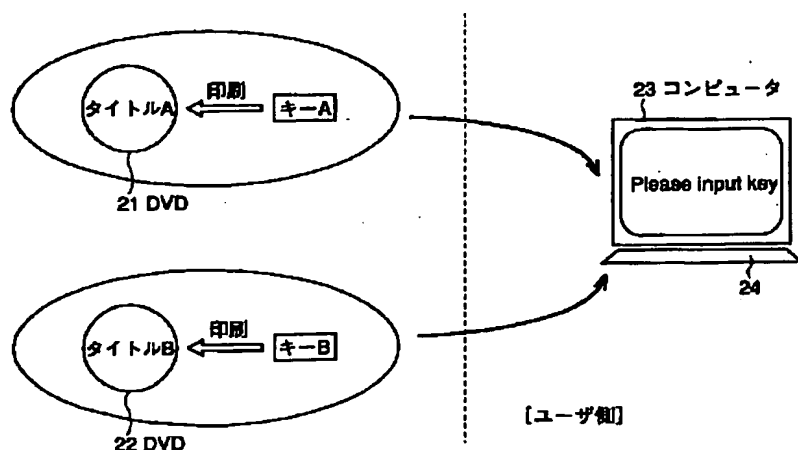 印刷
タイトルA
キーA
21 DVD
23 コンピュータ
Please input key
24
印刷
タイトルB
キーB
22 DVD
[ユーザ側]